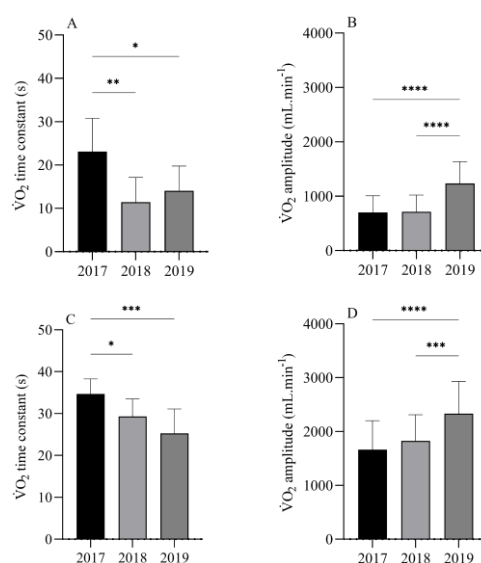 A
V̇O₂ time constant (s)
50
40
30
20
10
0
*
**
2017 2018 2019
B
V̇O₂ amplitude (mL.min⁻¹)
4000
3000
2000
1000
0
****
****
2017 2018 2019
C
V̇O₂ time constant (s)
50
40
30
20
10
0
***
*
2017 2018 2019
D
V̇O₂ amplitude (mL.min⁻¹)
4000
3000
2000
1000
0
****
***
2017 2018 2019